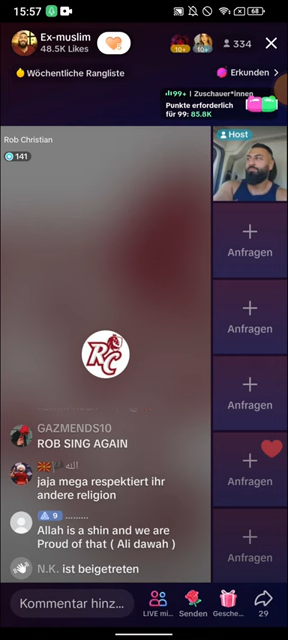 15:57
68
Ex-muslim
48.5K Likes
10+
10+
334
Wöchentliche Rangliste
Erkunden
99+ | Zuschauer*innen
Punkte erforderlich
für 99: 85.8K
Rob Christian
141
Host
Anfragen
Anfragen
Anfragen
Anfragen
Anfragen
RC
GAZMENDS10
ROB SING AGAIN
الله
jaja mega respektiert ihr
andere religion
9 .........
Allah is a shin and we are
Proud of that ( Ali dawah )
N.K. ist beigetreten
Kommentar hinz...
LIVE mi...
Senden
Gesche...
29